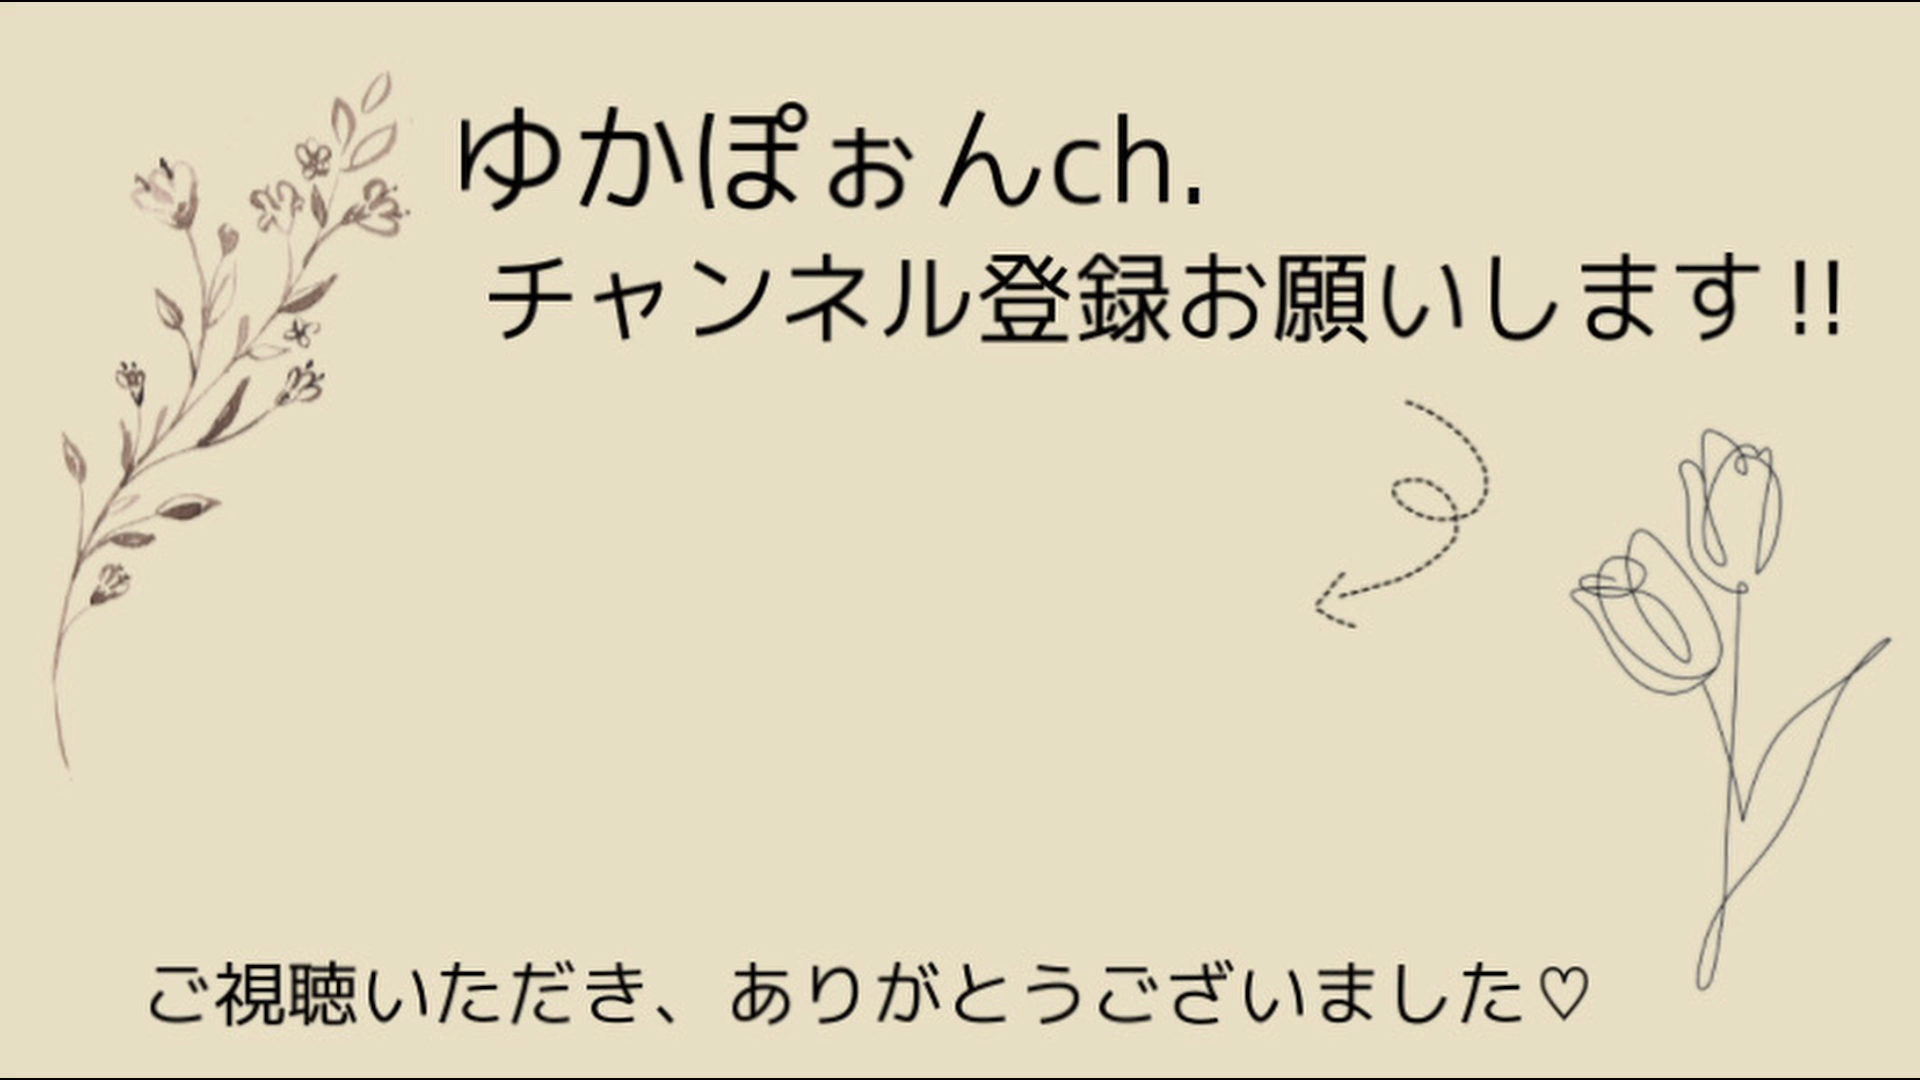 ゆかぽぉんch.
チャンネル登録お願いします!!
ご視聴いただき、ありがとうございました♡